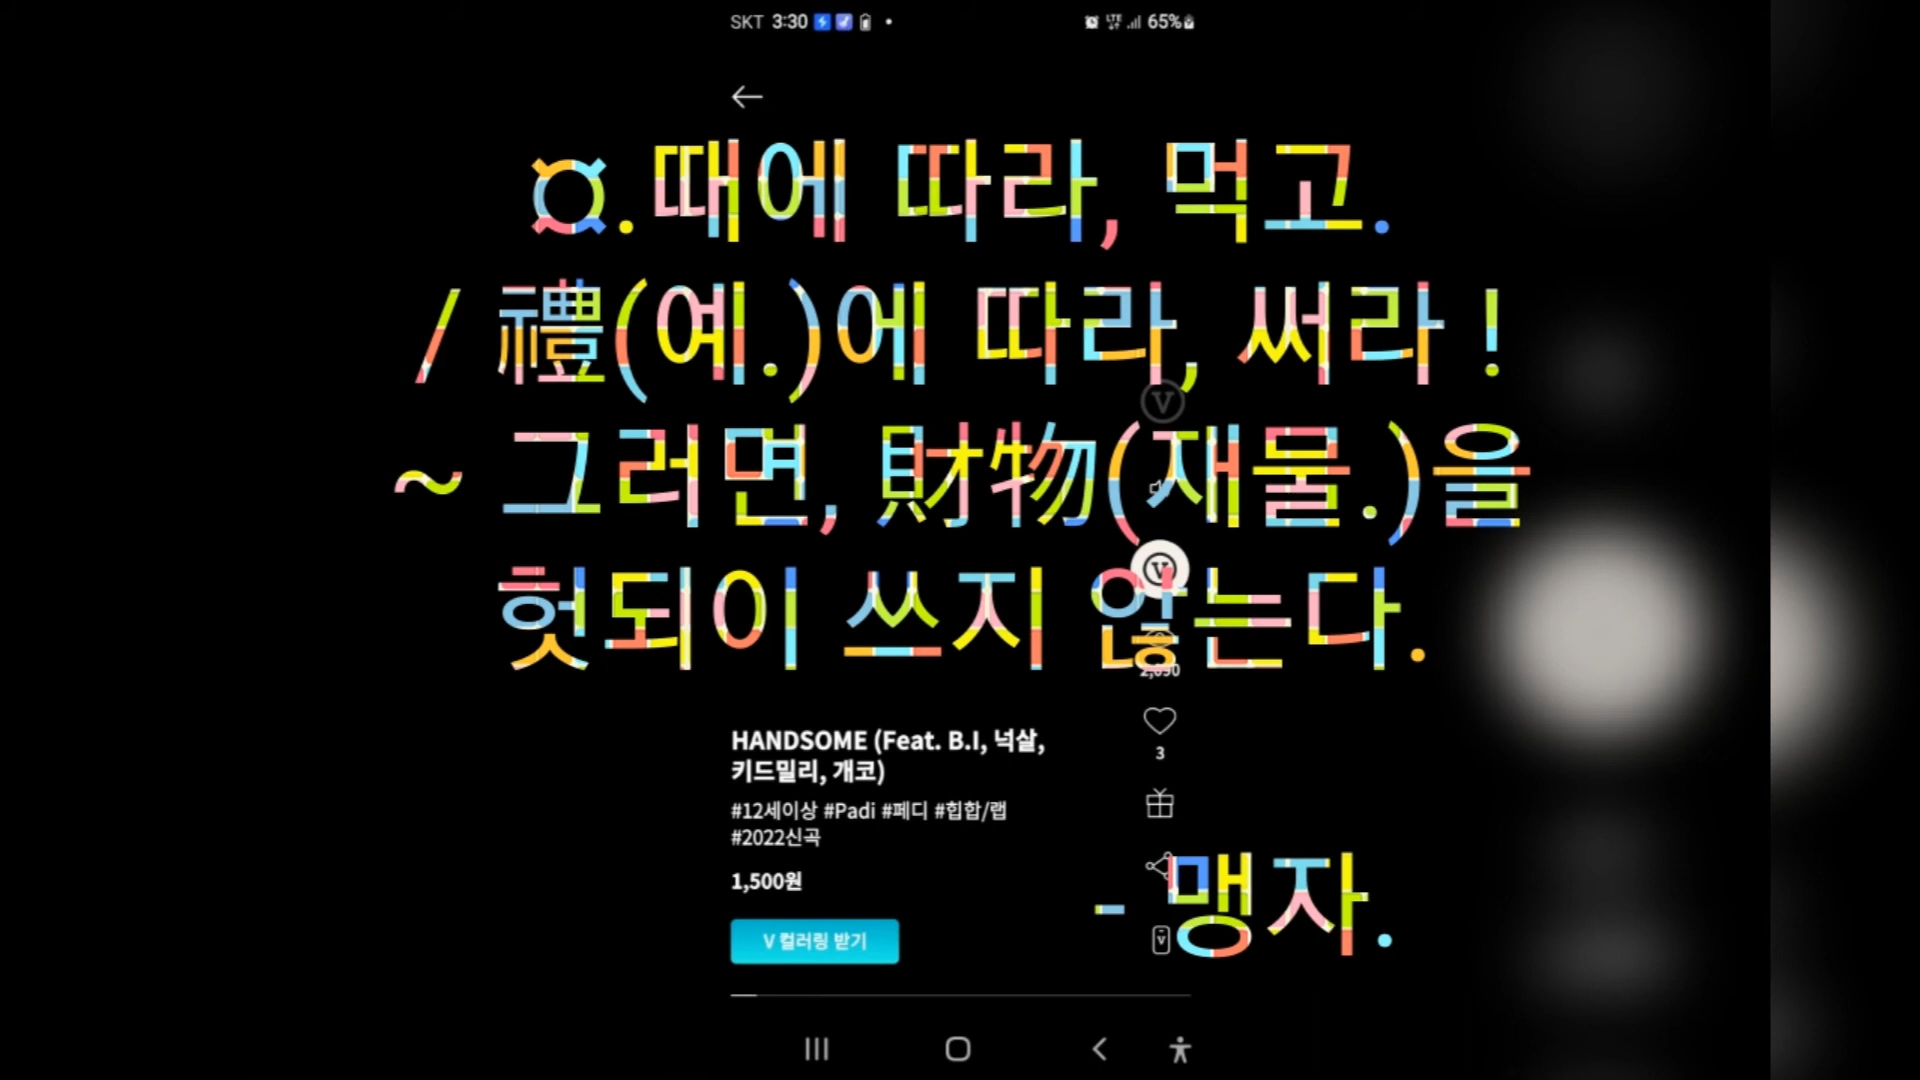 SKT 3:30
LTE 65%
¤.때에 따라, 먹고.
/ 禮(예.)에 따라, 써라 !
~ 그러면, 財物(재물.)을
헛되이 쓰지 않는다.
HANDSOME (Feat. B.I, 넉살,
키드밀리, 개코)
3
#12세이상 #Padi #페디 #힙합/랩
#2022신곡
1,500원
- 맹자.
V 컬러링 받기